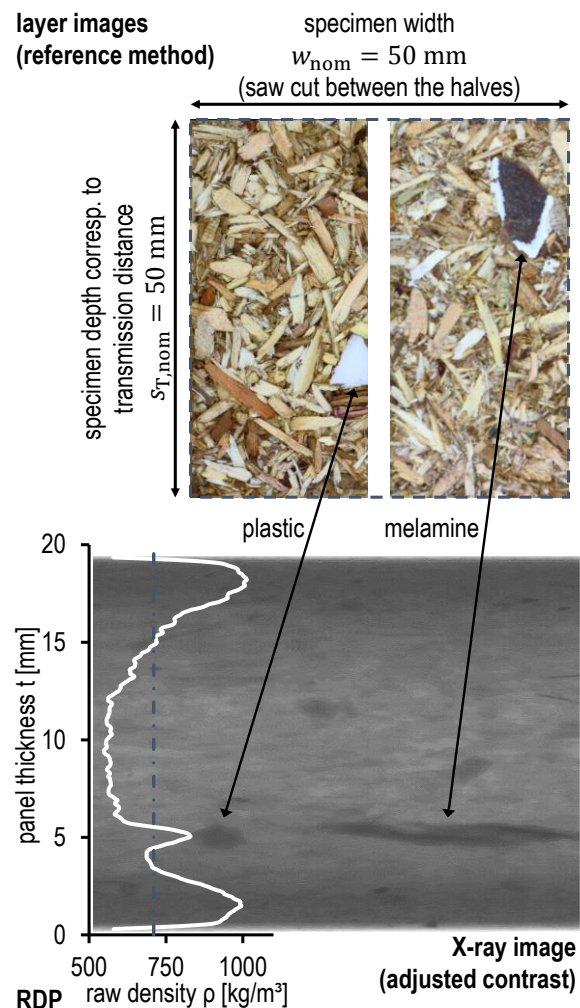 layer images
(reference method)
specimen width
w_nom = 50 mm
(saw cut between the halves)
specimen depth corresp. to
transmission distance
s_T,nom = 50 mm
plastic
melamine
20
15
10
5
0
panel thickness t [mm]
500 750 1000
RDP raw density ρ [kg/m³]
X-ray image
(adjusted contrast)